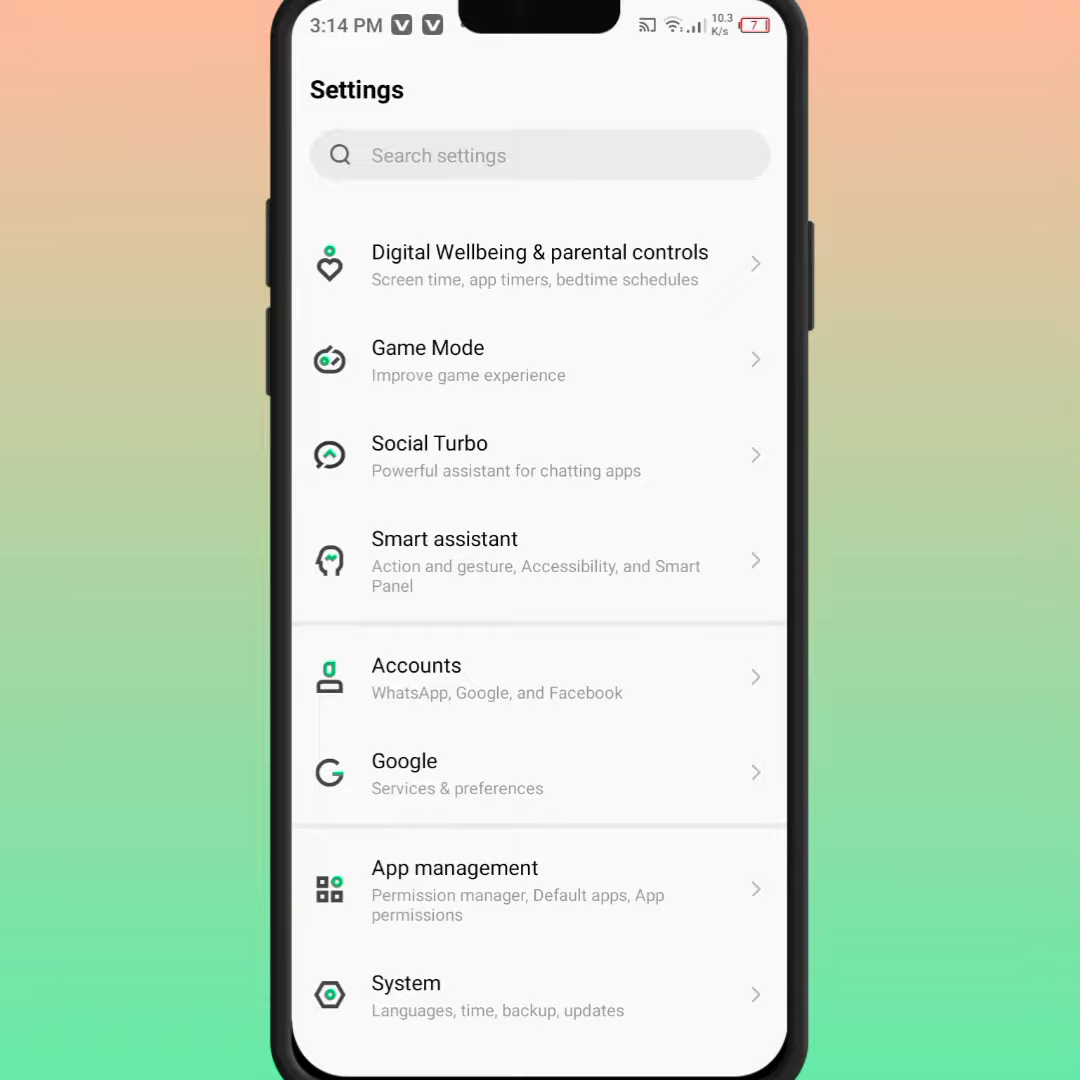 3:14 PM 10.3 K/s 7
Settings
Search settings
Digital Wellbeing & parental controls
Screen time, app timers, bedtime schedules
Game Mode
Improve game experience
Social Turbo
Powerful assistant for chatting apps
Smart assistant
Action and gesture, Accessibility, and Smart
Panel
Accounts
WhatsApp, Google, and Facebook
Google
Services & preferences
App management
Permission manager, Default apps, App
permissions
System
Languages, time, backup, updates